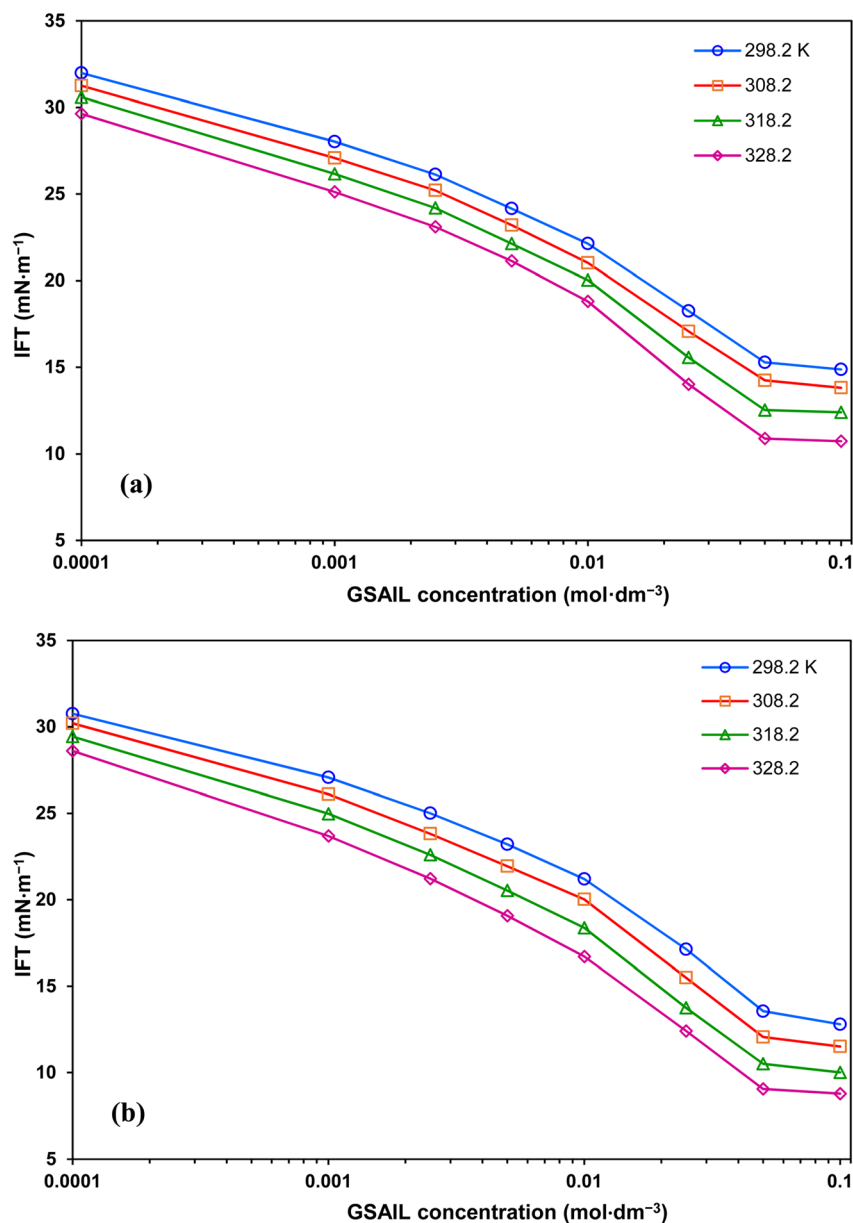 35
30
25
20
15
10
5
IFT (mN·m⁻¹)
298.2 K
308.2
318.2
328.2
(a)
0.0001 0.001 0.01 0.1
GSAIL concentration (mol·dm⁻³)
35
30
25
20
15
10
5
IFT (mN·m⁻¹)
298.2 K
308.2
318.2
328.2
(b)
0.0001 0.001 0.01 0.1
GSAIL concentration (mol·dm⁻³)